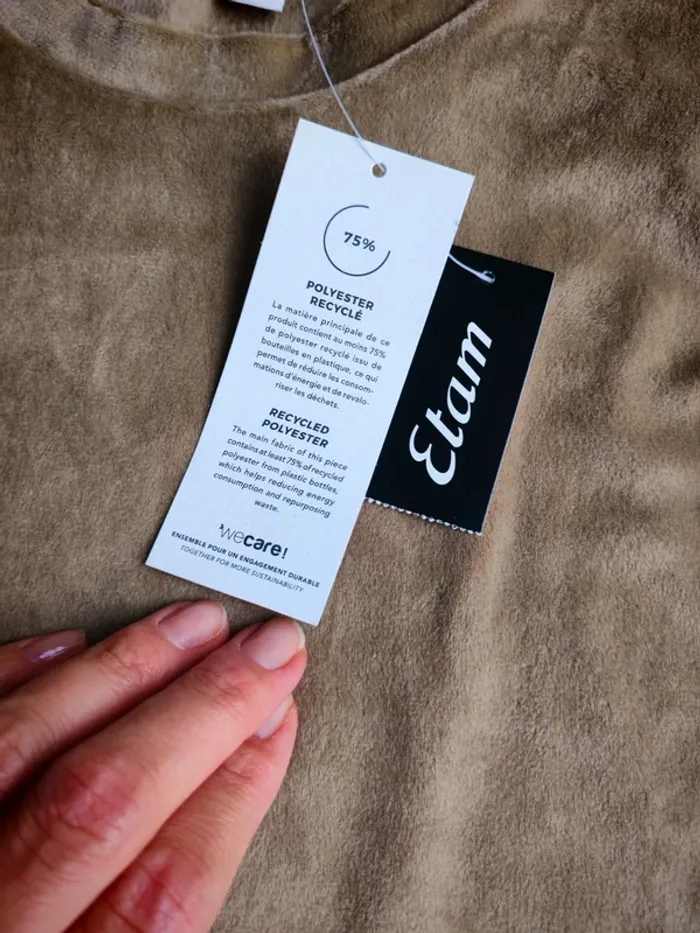 75%
POLYESTER
RECYCLÉ
La matière principale de ce
produit contient au moins 75%
de polyester recyclé issu de
bouteilles en plastique, ce qui
permet de réduire les consom-
mations d'énergie et de revalo-
riser les déchets.
RECYCLED
POLYESTER
The main fabric of this piece
contains at least 75% of recycled
polyester from plastic bottles,
which helps reducing energy
consumption and repurposing
waste.
wecare!
ENSEMBLE POUR UN ENGAGEMENT DURABLE
TOGETHER FOR MORE SUSTAINABILITY
Etam